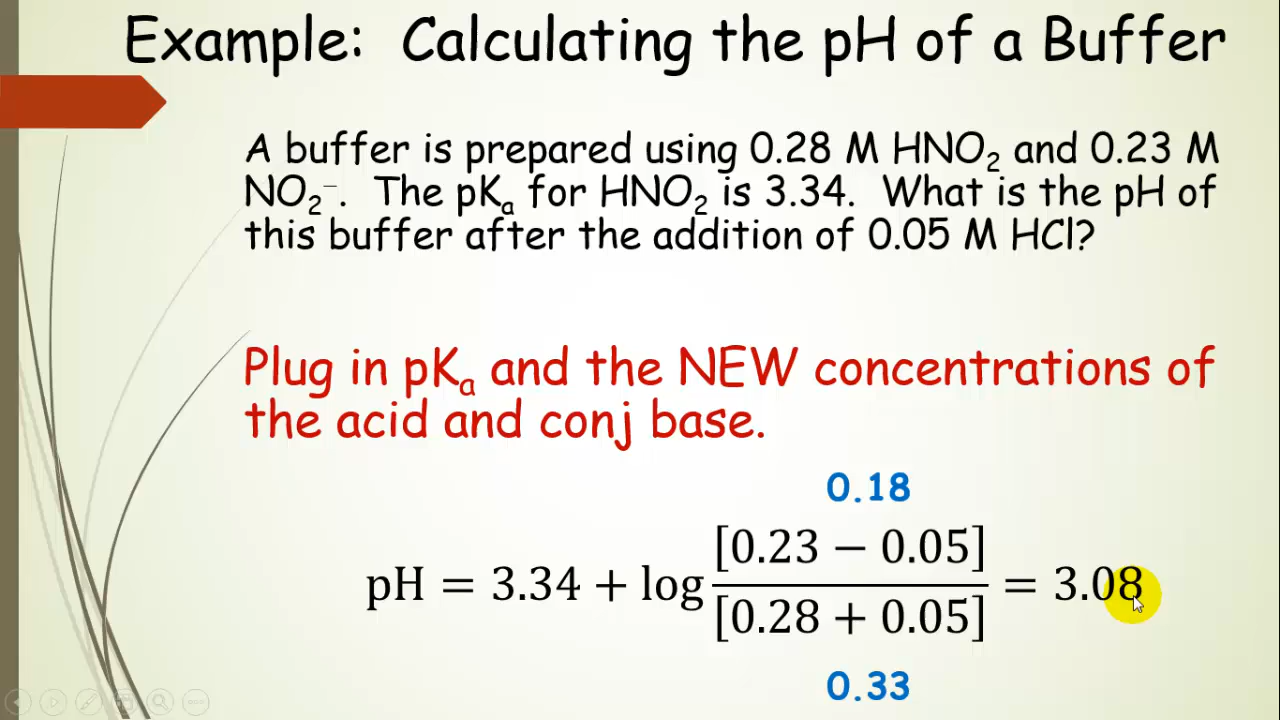 Example: Calculating the pH of a Buffer
A buffer is prepared using 0.28 M HNO₂ and 0.23 M
NO₂⁻. The pKₐ for HNO₂ is 3.34. What is the pH of
this buffer after the addition of 0.05 M HCl?
Plug in pKₐ and the NEW concentrations of
the acid and conj base.
0.18
pH = 3.34 + log [0.23 − 0.05] / [0.28 + 0.05] = 3.08
0.33